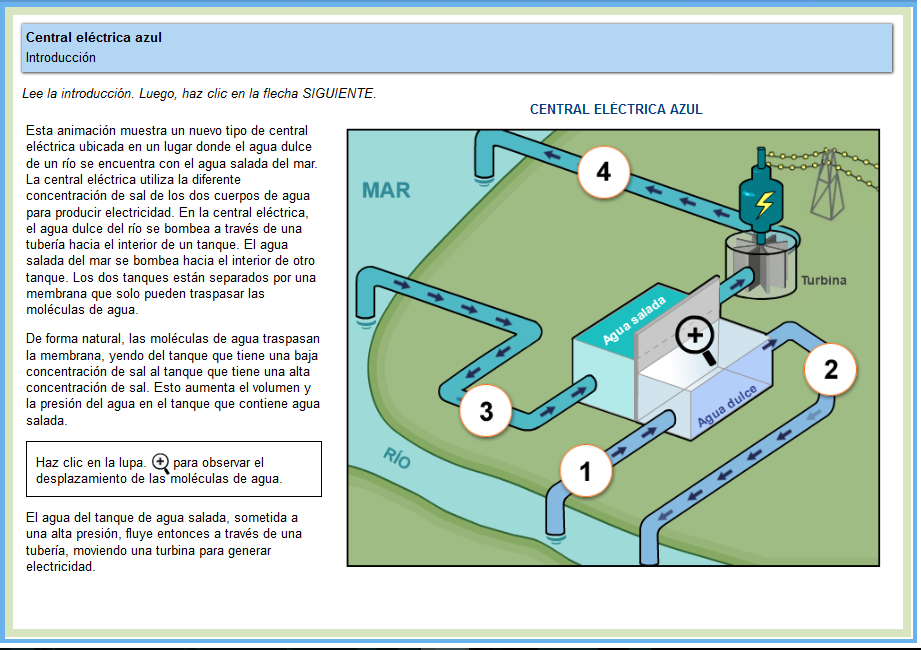 Central eléctrica azul
Introducción
Lee la introducción. Luego, haz clic en la flecha SIGUIENTE.
Esta animación muestra un nuevo tipo de central
eléctrica ubicada en un lugar donde el agua dulce
de un río se encuentra con el agua salada del mar.
La central eléctrica utiliza la diferente
concentración de sal de los dos cuerpos de agua
para producir electricidad. En la central eléctrica,
el agua dulce del río se bombea a través de una
tubería hacia el interior de un tanque. El agua
salada del mar se bombea hacia el interior de otro
tanque. Los dos tanques están separados por una
membrana que solo pueden traspasar las
moléculas de agua.
De forma natural, las moléculas de agua traspasan
la membrana, yendo del tanque que tiene una baja
concentración de sal al tanque que tiene una alta
concentración de sal. Esto aumenta el volumen y
la presión del agua en el tanque que contiene agua
salada.
Haz clic en la lupa. para observar el
desplazamiento de las moléculas de agua.
El agua del tanque de agua salada, sometida a
una alta presión, fluye entonces a través de una
tubería, moviendo una turbina para generar
electricidad.
CENTRAL ELÉCTRICA AZUL
MAR
4
Turbina
Agua salada
2
3
Agua dulce
RÍO
1